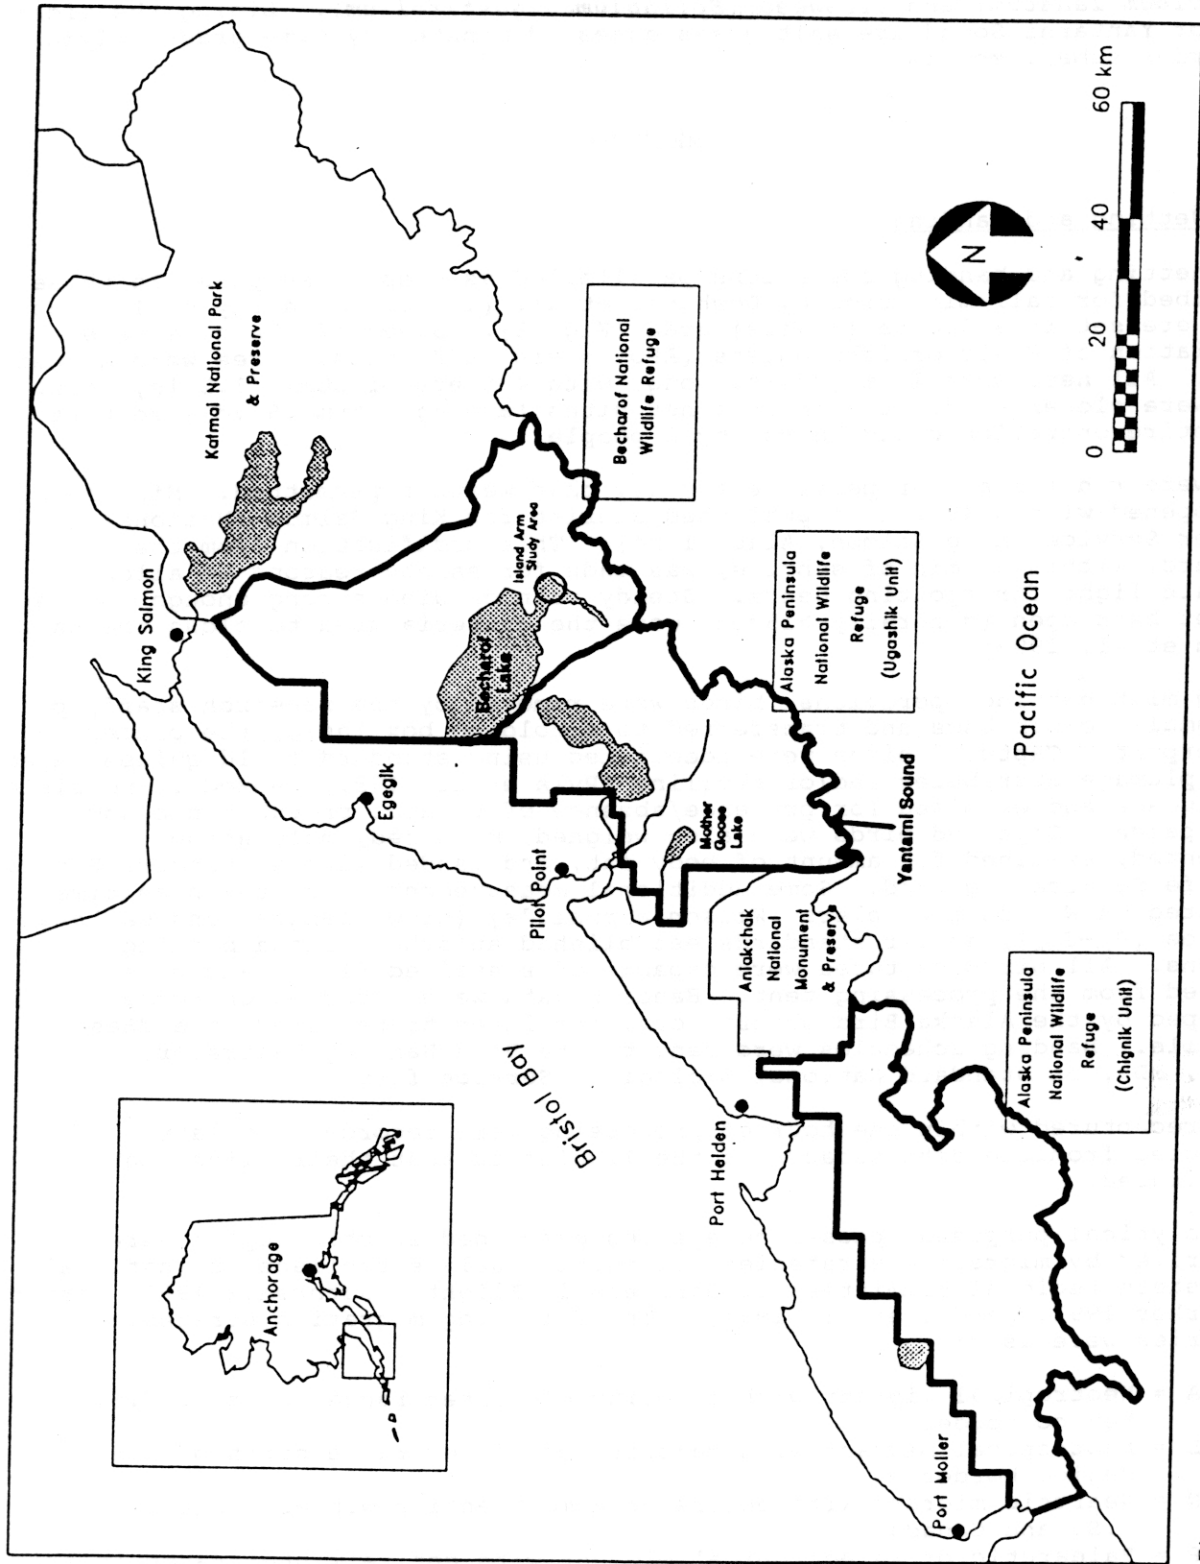 Katmai National Park
& Preserve
King Salmon
Becharof National
Wildlife Refuge
Island Arm
Study Area
Becharof
Lake
Egegik
Alaska Peninsula
National Wildlife
Refuge
(Ugashik Unit)
Pilot Point
Mother
Goose
Lake
Yantarni Sound
Pacific Ocean
Aniakchak
National
Monument
& Preserve
Bristol Bay
Port Heiden
Alaska Peninsula
National Wildlife
Refuge
(Chignik Unit)
Port Moller
Anchorage
N
0 20 40 60 km